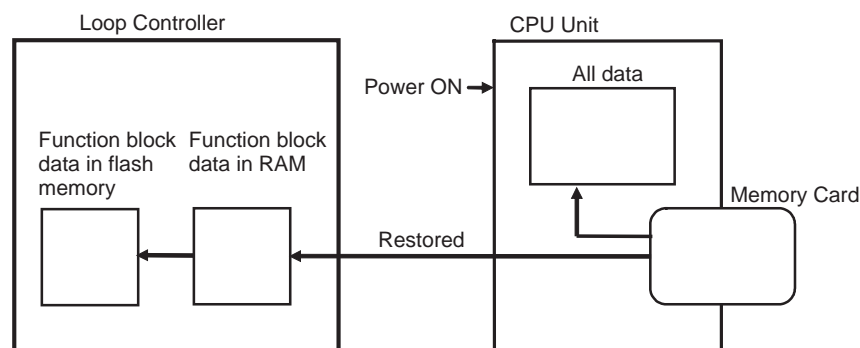 Loop Controller
CPU Unit
Power ON
All data
Function block
data in flash
memory
Function block
data in RAM
Memory Card
Restored